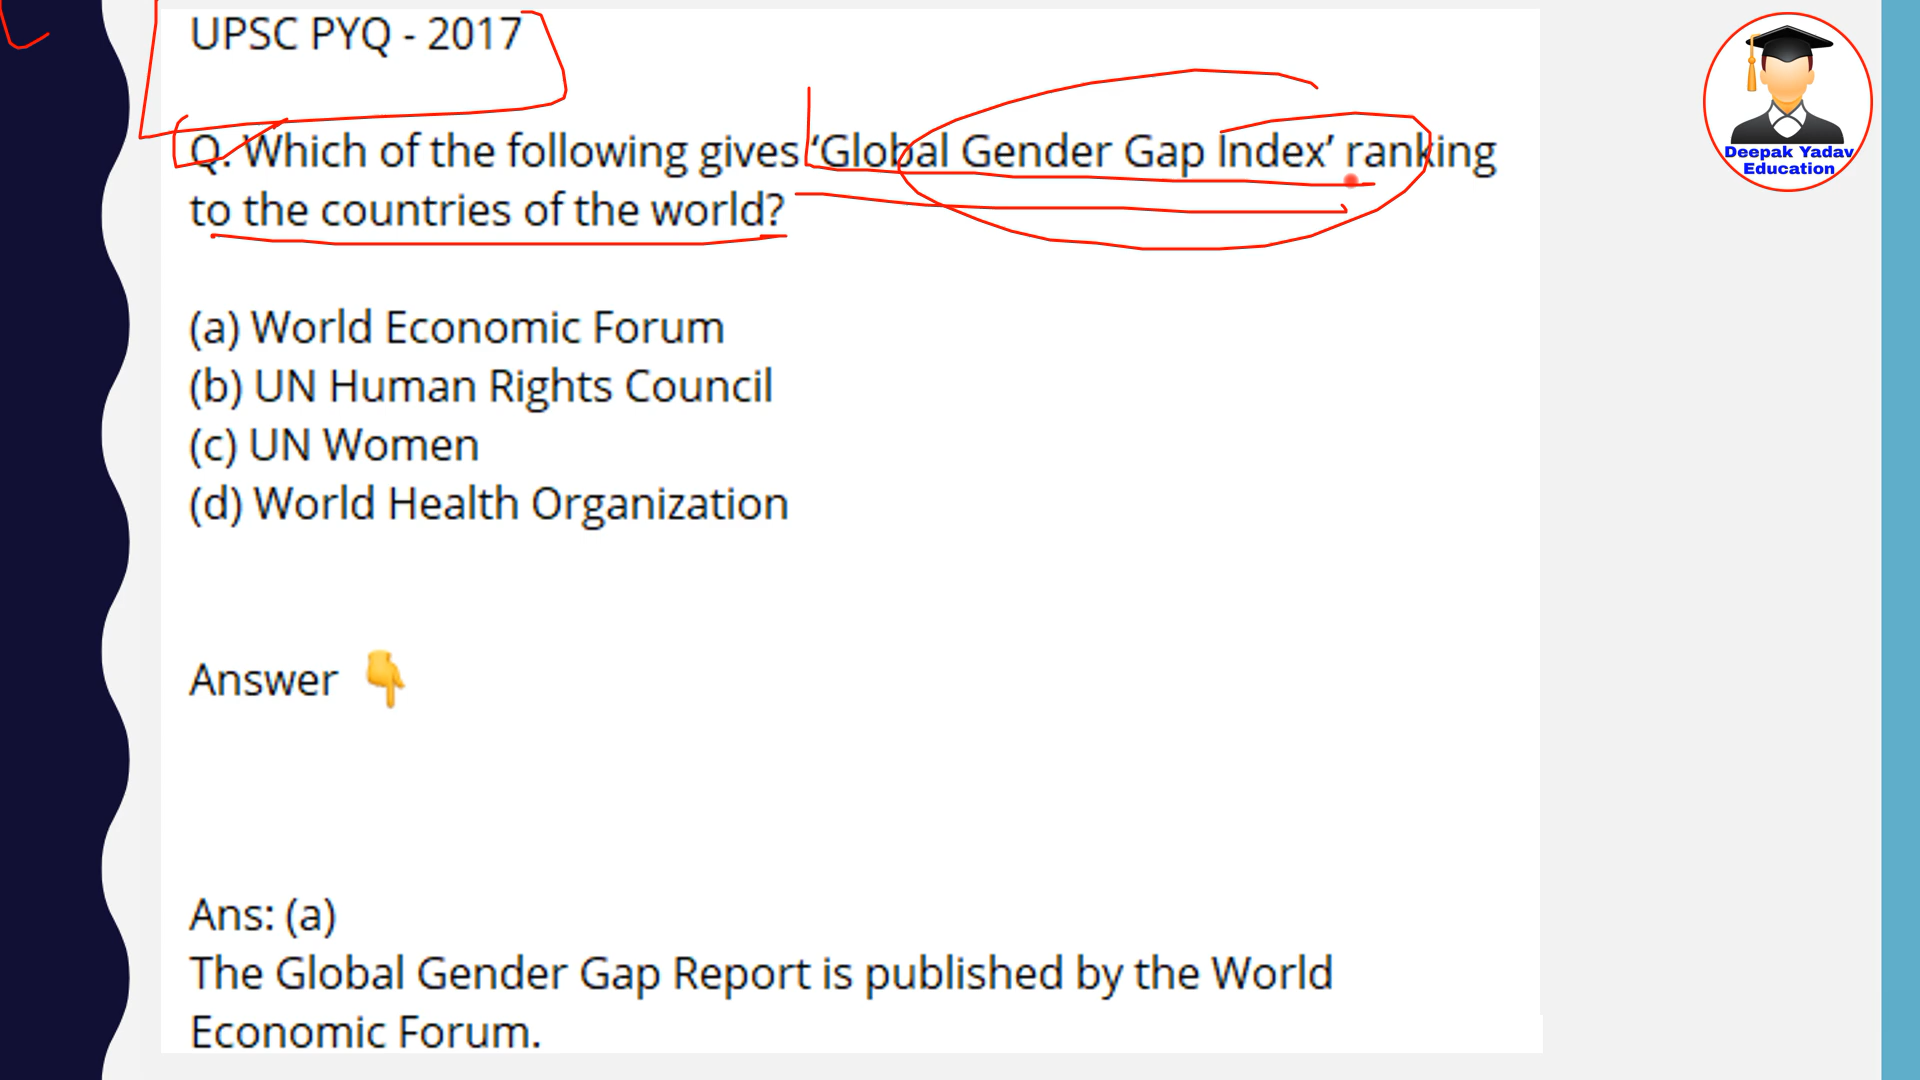 UPSC PYQ - 2017
Q. Which of the following gives ‘Global Gender Gap Index’ ranking
to the countries of the world?
(a) World Economic Forum
(b) UN Human Rights Council
(c) UN Women
(d) World Health Organization
Answer 👇
Ans: (a)
The Global Gender Gap Report is published by the World
Economic Forum.
Deepak Yadav
Education